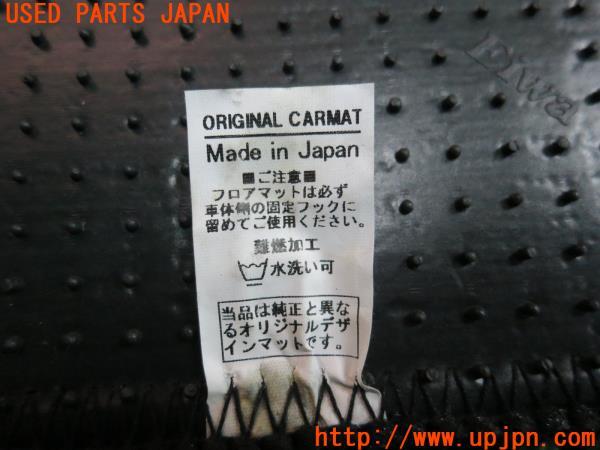 USED PARTS JAPAN
Diwa
ORIGINAL CARMAT
Made in Japan
■ご注意■
フロアマットは必ず
車体側の固定フックに
留めてご使用ください。
難燃加工
水洗い可
当品は純正と異な
るオリジナルデザ
インマットです。
http://www.upjpn.com